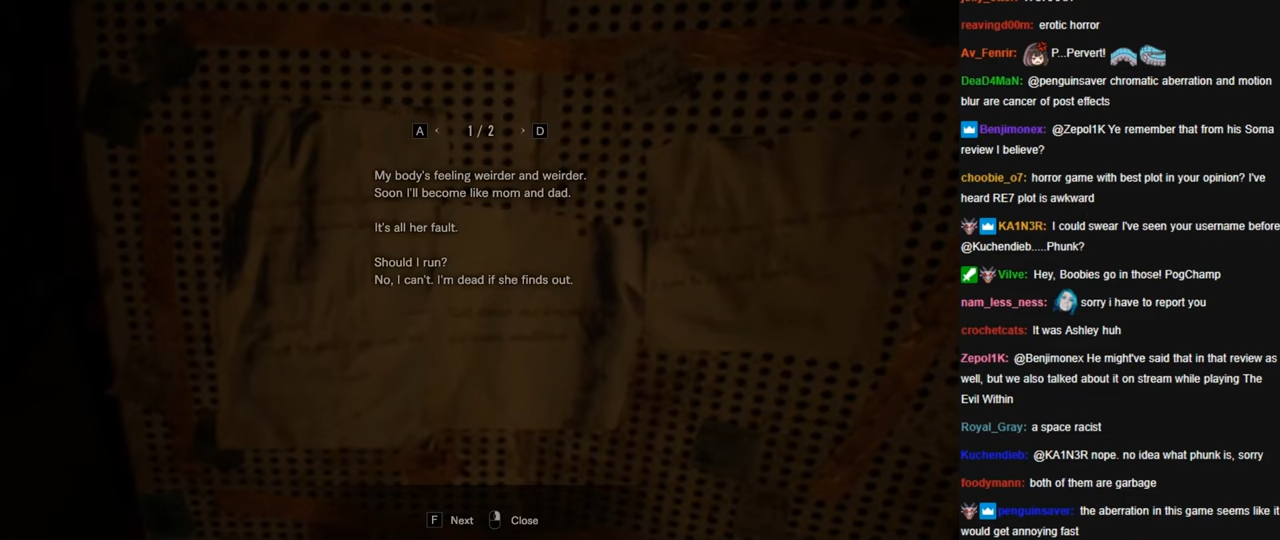 A < 1 / 2 > D
My body's feeling weirder and weirder.
Soon I'll become like mom and dad.
It's all her fault.
Should I run?
No, I can't. I'm dead if she finds out.
F Next Close
reavingd00m: erotic horror
Av_Fenrir: P...Pervert!
DeaD4MaN: @penguinsaver chromatic aberration and motion
blur are cancer of post effects
Benjimonex: @Zepol1K Ye remember that from his Soma
review I believe?
choobie_o7: horror game with best plot in your opinion? I've
heard RE7 plot is awkward
KA1N3R: I could swear I've seen your username before
@Kuchendieb.....Phunk?
Vilve: Hey, Boobies go in those! PogChamp
nam_less_ness: sorry i have to report you
crochetcats: It was Ashley huh
Zepol1K: @Benjimonex He might've said that in that review as
well, but we also talked about it on stream while playing The
Evil Within
Royal_Gray: a space racist
Kuchendieb: @KA1N3R nope. no idea what phunk is, sorry
foodymann: both of them are garbage
penguinsaver: the aberration in this game seems like it
would get annoying fast